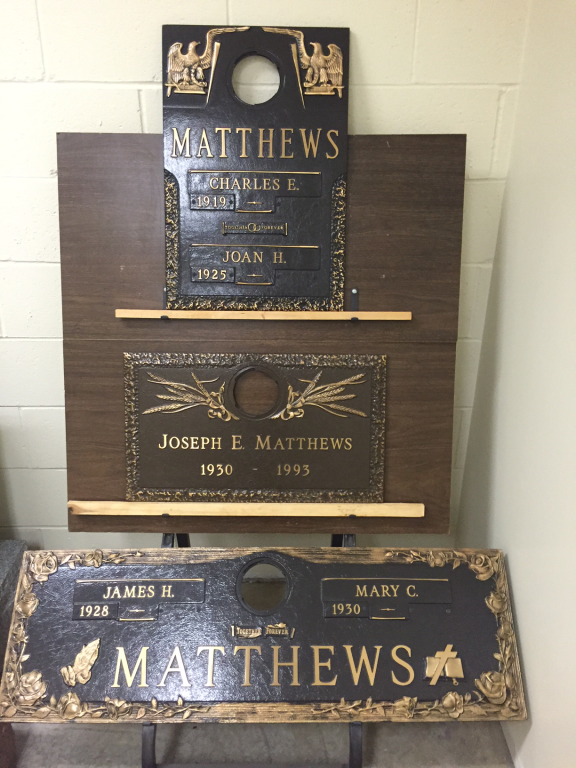 MATTHEWS
CHARLES E.
1919 -
TOGETHER FOREVER
JOAN H.
1925 -
JOSEPH E. MATTHEWS
1930 - 1993
JAMES H.
1928 -
MARY C.
1930 -
TOGETHER FOREVER
MATTHEWS